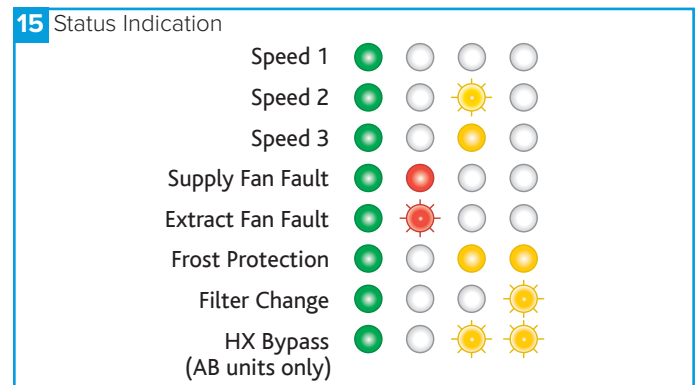 15 Status Indication
Speed 1
Speed 2
Speed 3
Supply Fan Fault
Extract Fan Fault
Frost Protection
Filter Change
HX Bypass
(AB units only)